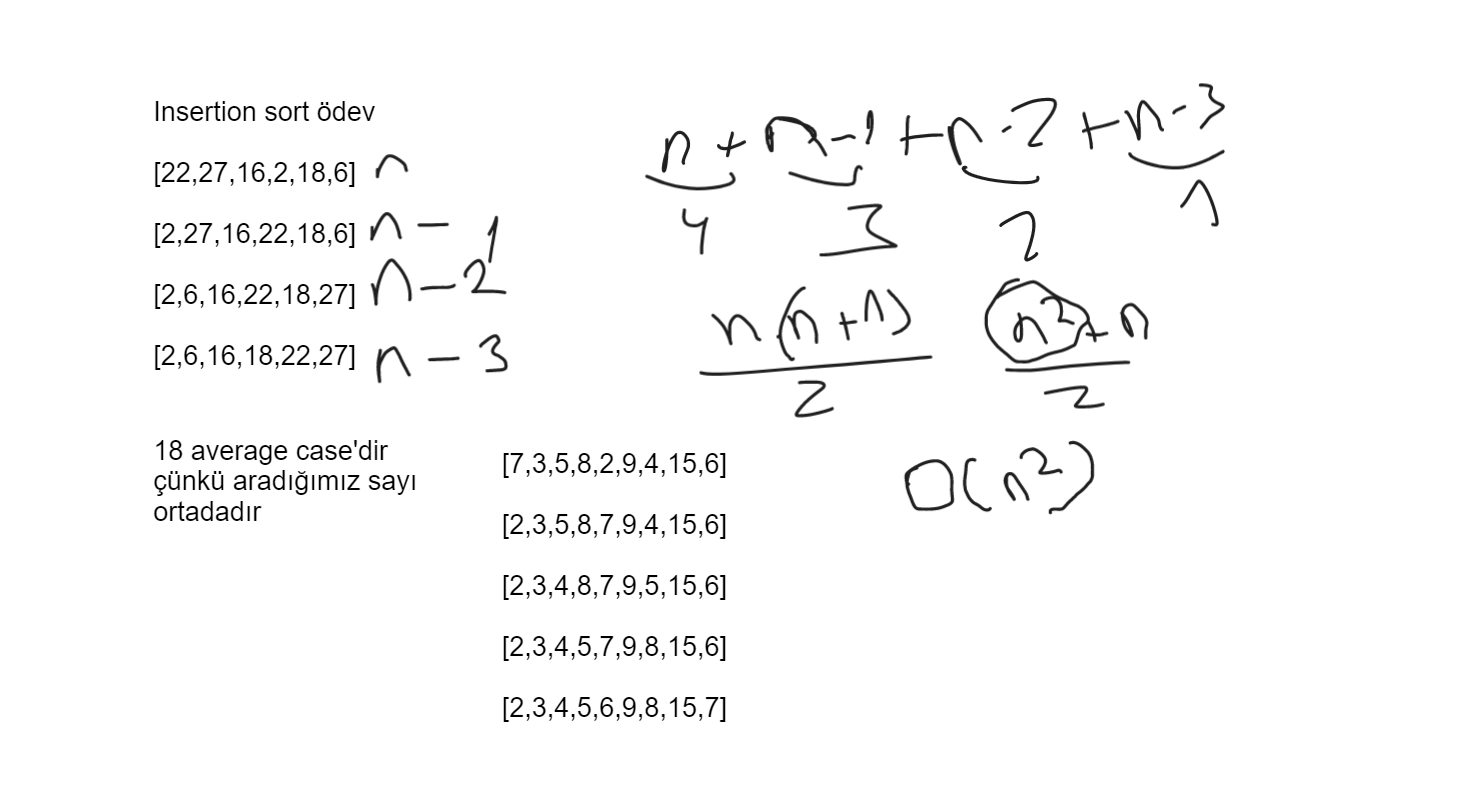 Insertion sort ödev
[22,27,16,2,18,6] n
[2,27,16,22,18,6] n - 1
[2,6,16,22,18,27] n - 2
[2,6,16,18,22,27] n - 3
n + n - 1 + n - 2 + n - 3
4 3 2 1
n(n+1) n²+n
2 2
O(n²)
18 average case'dir
çünkü aradığımız sayı
ortadadır
[7,3,5,8,2,9,4,15,6]
[2,3,5,8,7,9,4,15,6]
[2,3,4,8,7,9,5,15,6]
[2,3,4,5,7,9,8,15,6]
[2,3,4,5,6,9,8,15,7]